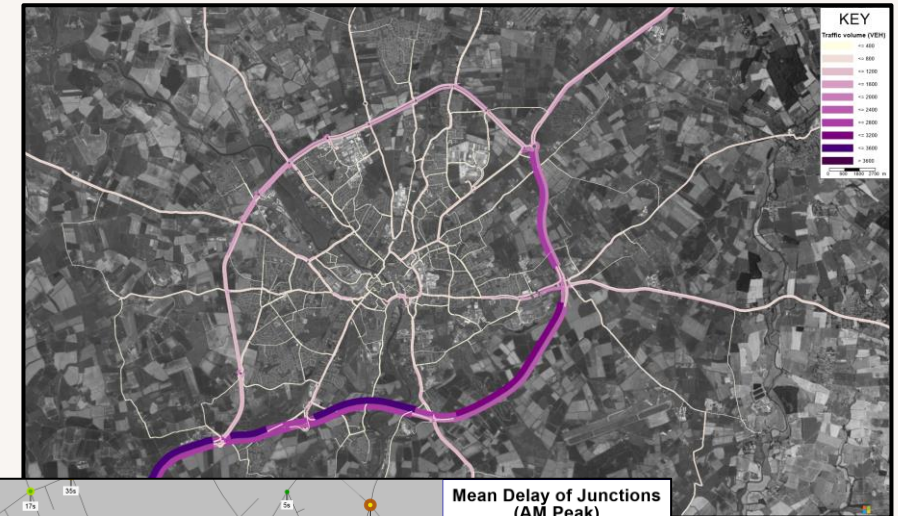 KEY
Traffic volume (VEH)
<= 400
<= 800
<= 1200
<= 1600
<= 2000
<= 2400
<= 2800
<= 3200
<= 3600
> 3600
17s
35s
5s
Mean Delay of Junctions
(AM Peak)